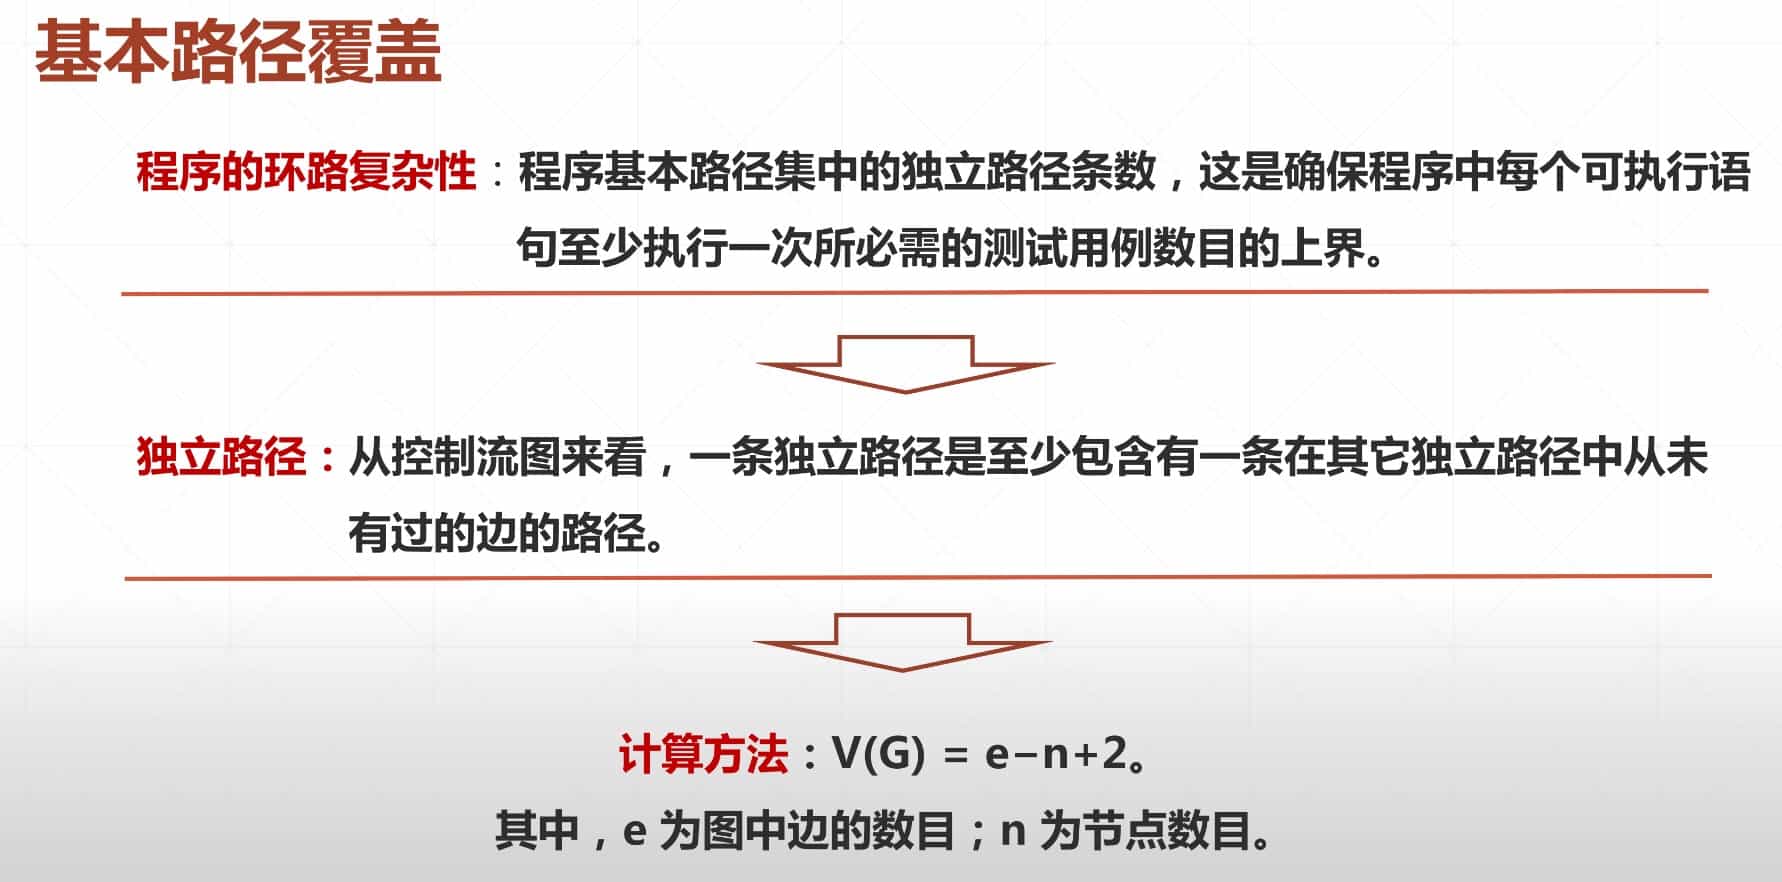 基本路径覆盖
程序的环路复杂性：程序基本路径集中的独立路径条数，这是确保程序中每个可执行语
句至少执行一次所必需的测试用例数目的上界。
独立路径：从控制流图来看，一条独立路径是至少包含有一条在其它独立路径中从未
有过的边的路径。
计算方法：V(G) = e−n+2。
其中，e 为图中边的数目；n 为节点数目。